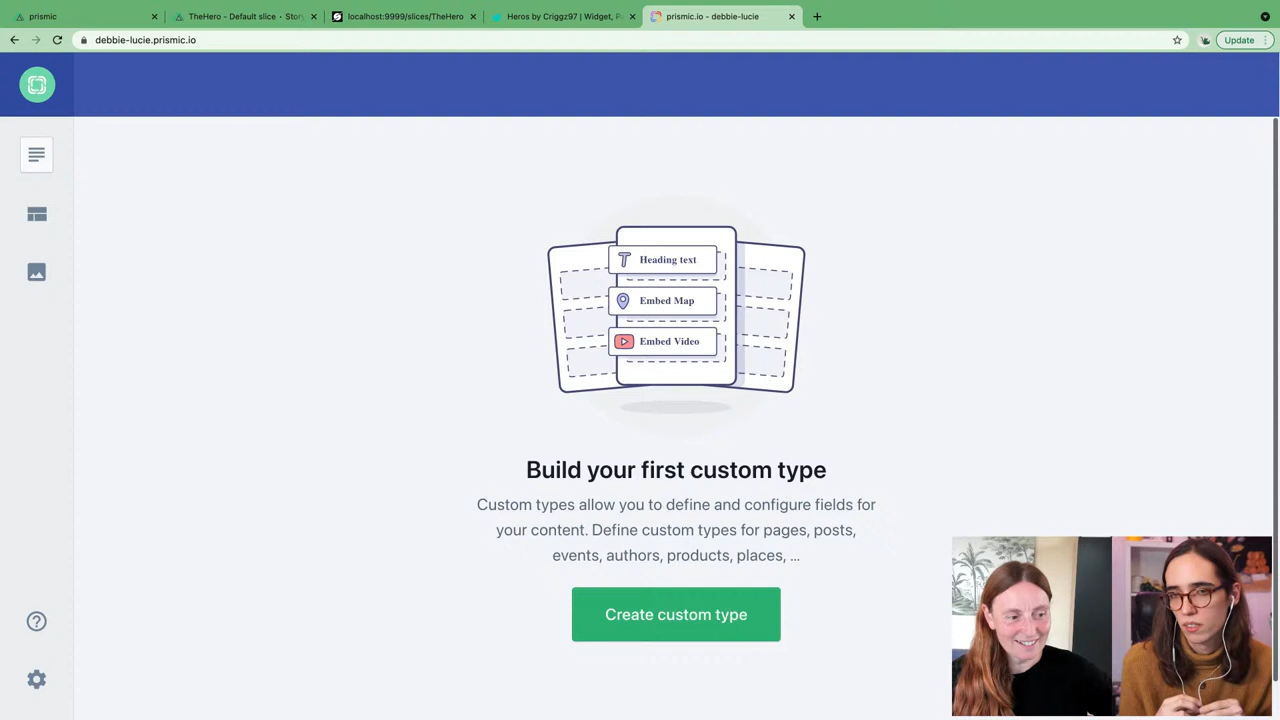 prismic
TheHero - Default slice - Story
localhost:9999/slices/TheHero
Heros by Criggz97 | Widget, P
prismic.io - debbie-lucie
debbie-lucie.prismic.io
Update
Heading text
Embed Map
Embed Video
Build your first custom type
Custom types allow you to define and configure fields for
your content. Define custom types for pages, posts,
events, authors, products, places, ...
Create custom type